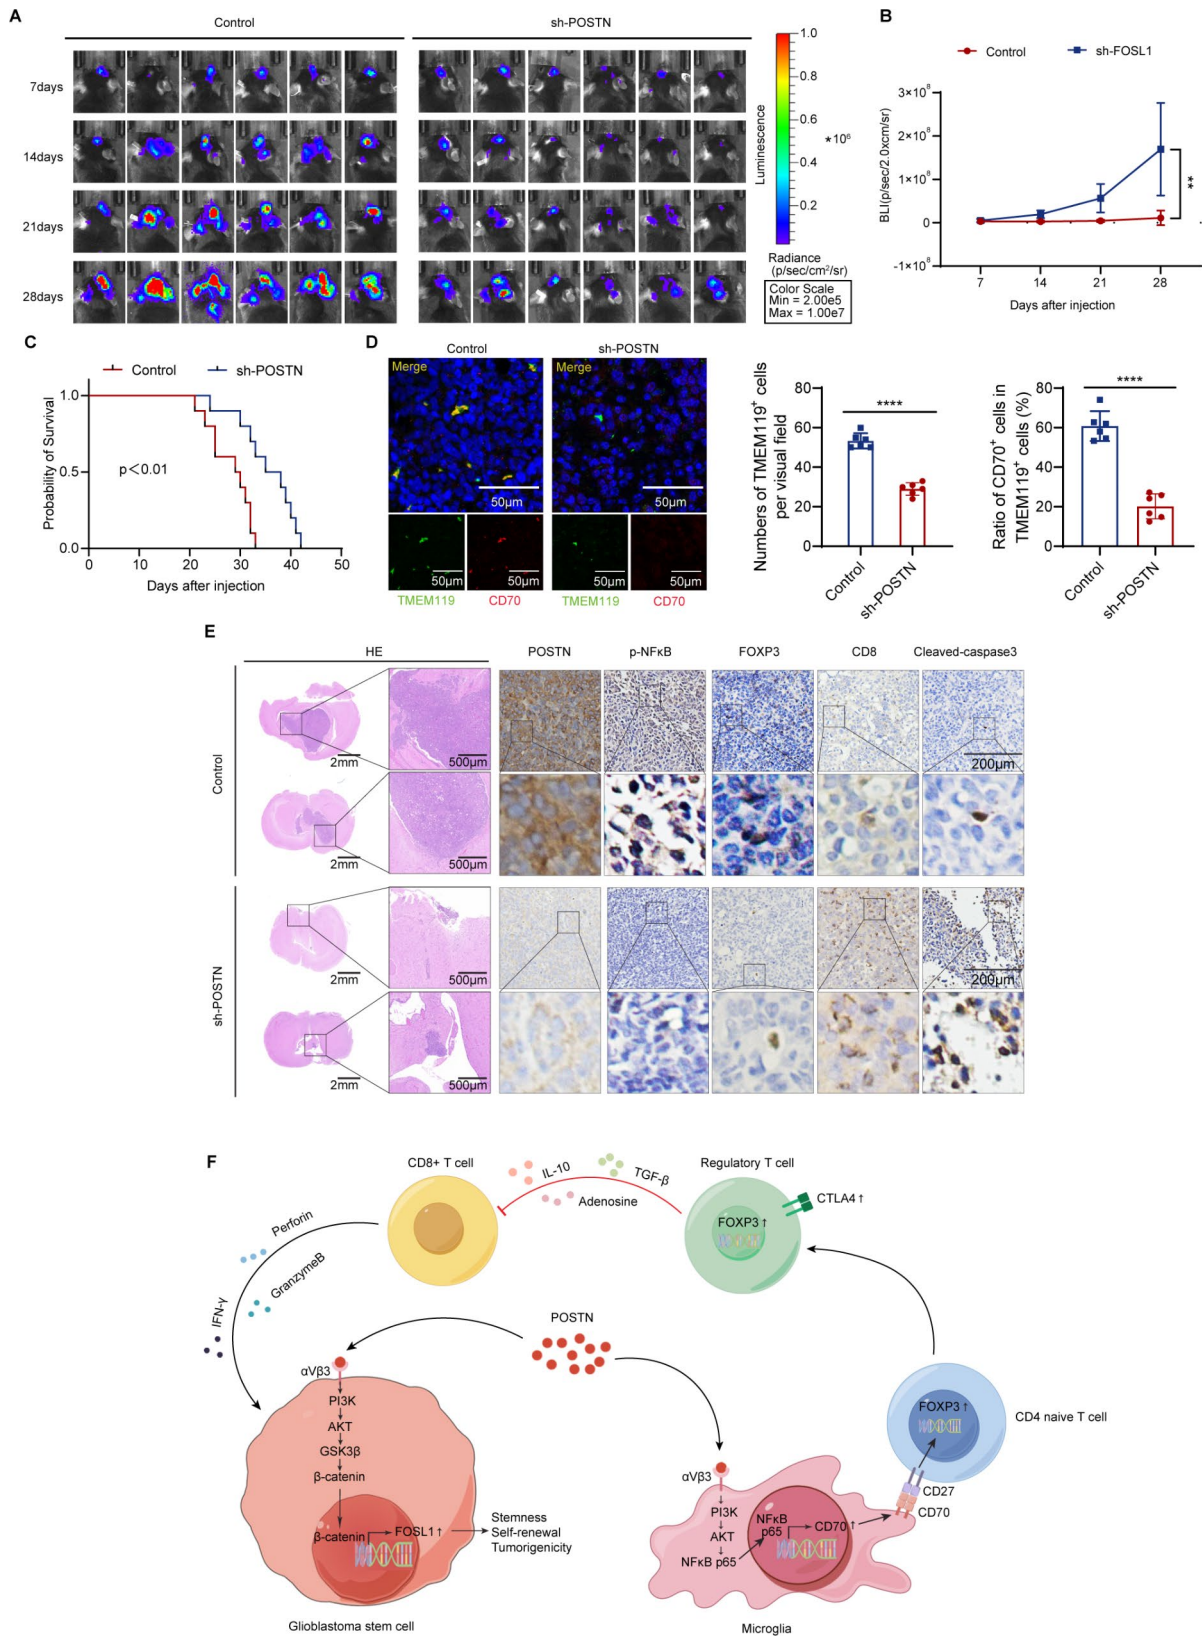 A
Control
sh-POSTN
7days
14days
21days
28days
1.0
0.8
0.6
0.4
0.2
Luminescence
*10⁶
Radiance
(p/sec/cm²/sr)
Color Scale
Min = 2.00e5
Max = 1.00e7
B
Control
sh-FOSL1
BLI(p/sec/2.0xcm/sr)
3×10⁸
2×10⁸
1×10⁸
0
-1×10⁸
**
7
14
21
28
Days after injection
C
Control
sh-POSTN
Probability of Survival
1.0
0.5
0.0
p<0.01
0
10
20
30
40
50
Days after injection
D
Control
sh-POSTN
Merge
Merge
50μm
50μm
50μm
50μm
50μm
50μm
TMEM119
CD70
TMEM119
CD70
Numbers of TMEM119⁺ cells
per visual field
80
60
40
20
0
****
Control
sh-POSTN
Ratio of CD70⁺ cells in
TMEM119⁺ cells (%)
80
60
40
20
0
****
Control
sh-POSTN
E
HE
POSTN
p-NFκB
FOXP3
CD8
Cleaved-caspase3
Control
2mm
500μm
200μm
2mm
500μm
sh-POSTN
2mm
500μm
200μm
2mm
500μm
F
CD8+ T cell
IL-10
TGF-β
Adenosine
Regulatory T cell
CTLA4↑
FOXP3↑
Perforin
GranzymeB
IFN-γ
POSTN
αVβ3
PI3K
AKT
GSK3β
β-catenin
β-catenin
FOSL1↑
Stemness
Self-renewal
Tumorigenicity
Glioblastoma stem cell
αVβ3
PI3K
AKT
NFκB p65
NFκB
p65
CD70↑
Microglia
FOXP3↑
CD4 naive T cell
CD27
CD70